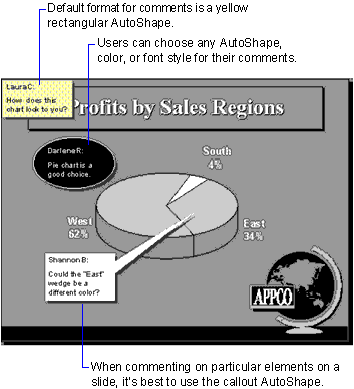 Default format for comments is a yellow
rectangular AutoShape.
Users can choose any AutoShape,
color, or font style for their comments.
Laura C:
How does this
chart look to you?
Profits by Sales Regions
Darlene R:
Pie chart is a
good choice.
South
4%
West
62%
East
34%
Shannon B:
Could the "East"
wedge be a
different color?
APPCO
When commenting on particular elements on a
slide, it's best to use the callout AutoShape.